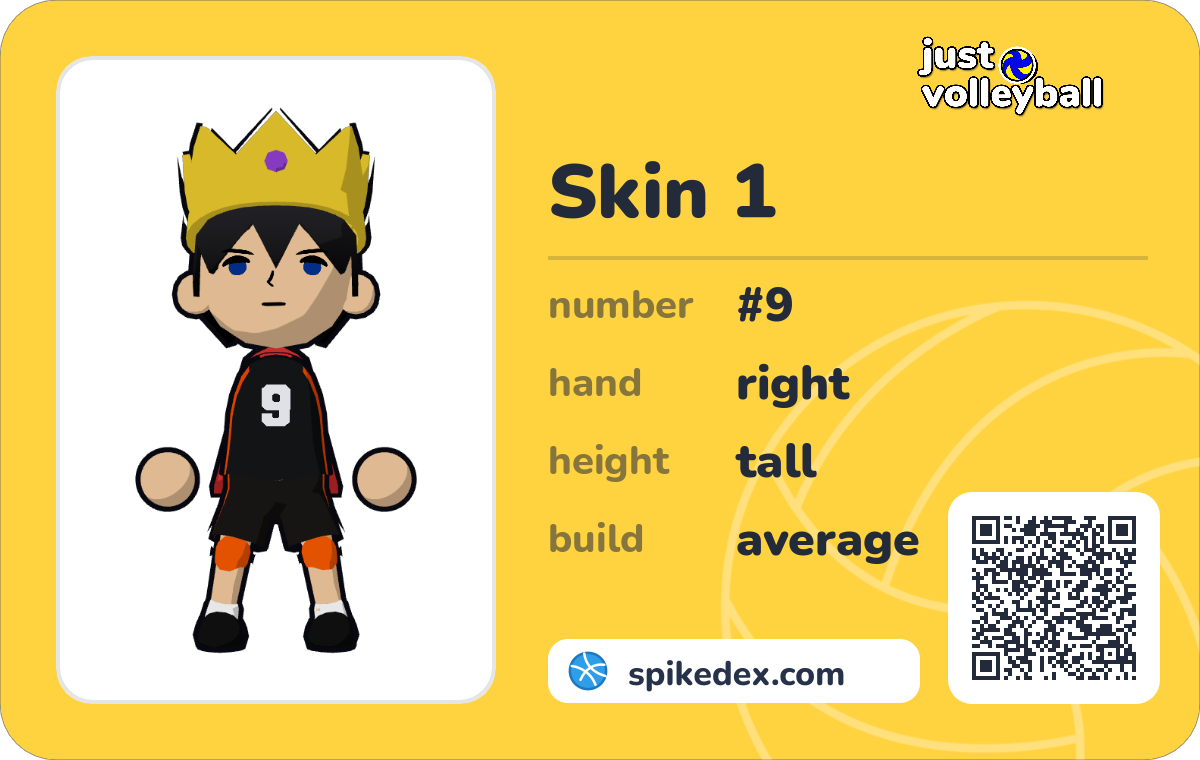 just
volleyball
Skin 1
number #9
hand right
height tall
build average
9
spikedex.com